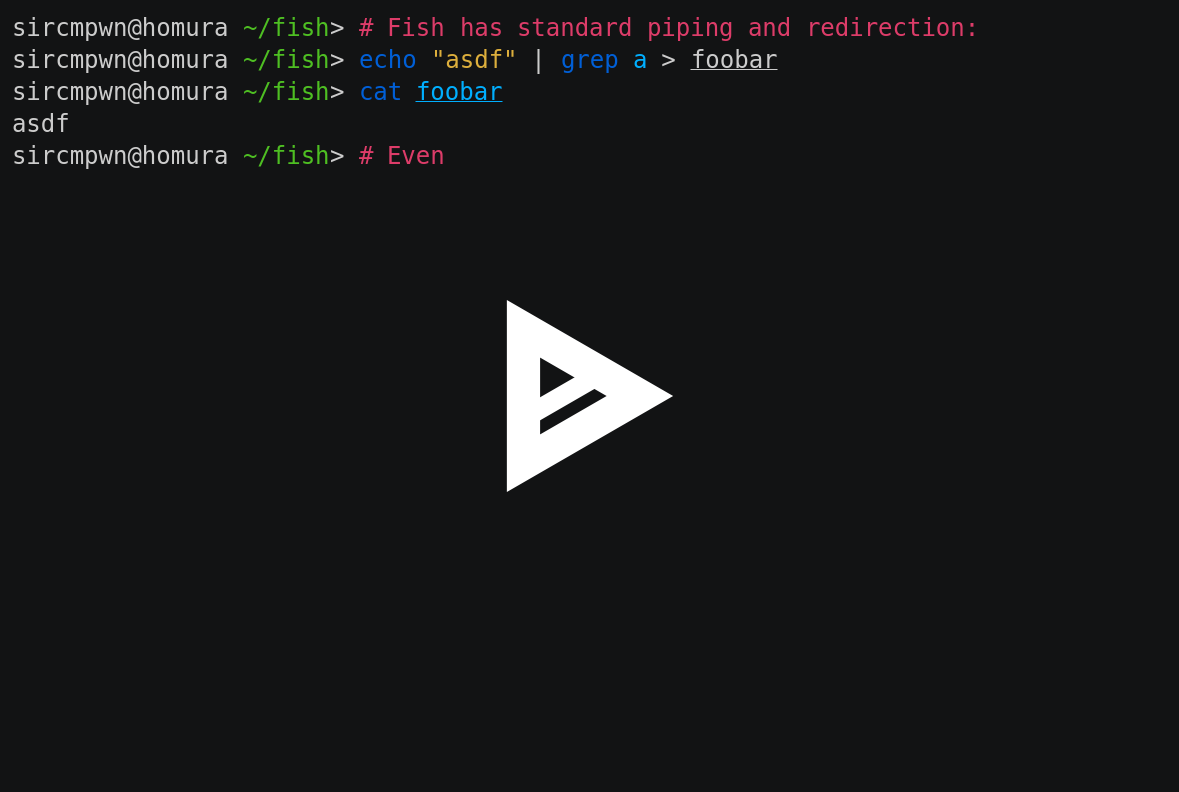 sircmpwn@homura ~/fish> # Fish has standard piping and redirection:
sircmpwn@homura ~/fish> echo "asdf" | grep a > foobar
sircmpwn@homura ~/fish> cat foobar
asdf
sircmpwn@homura ~/fish> # Even